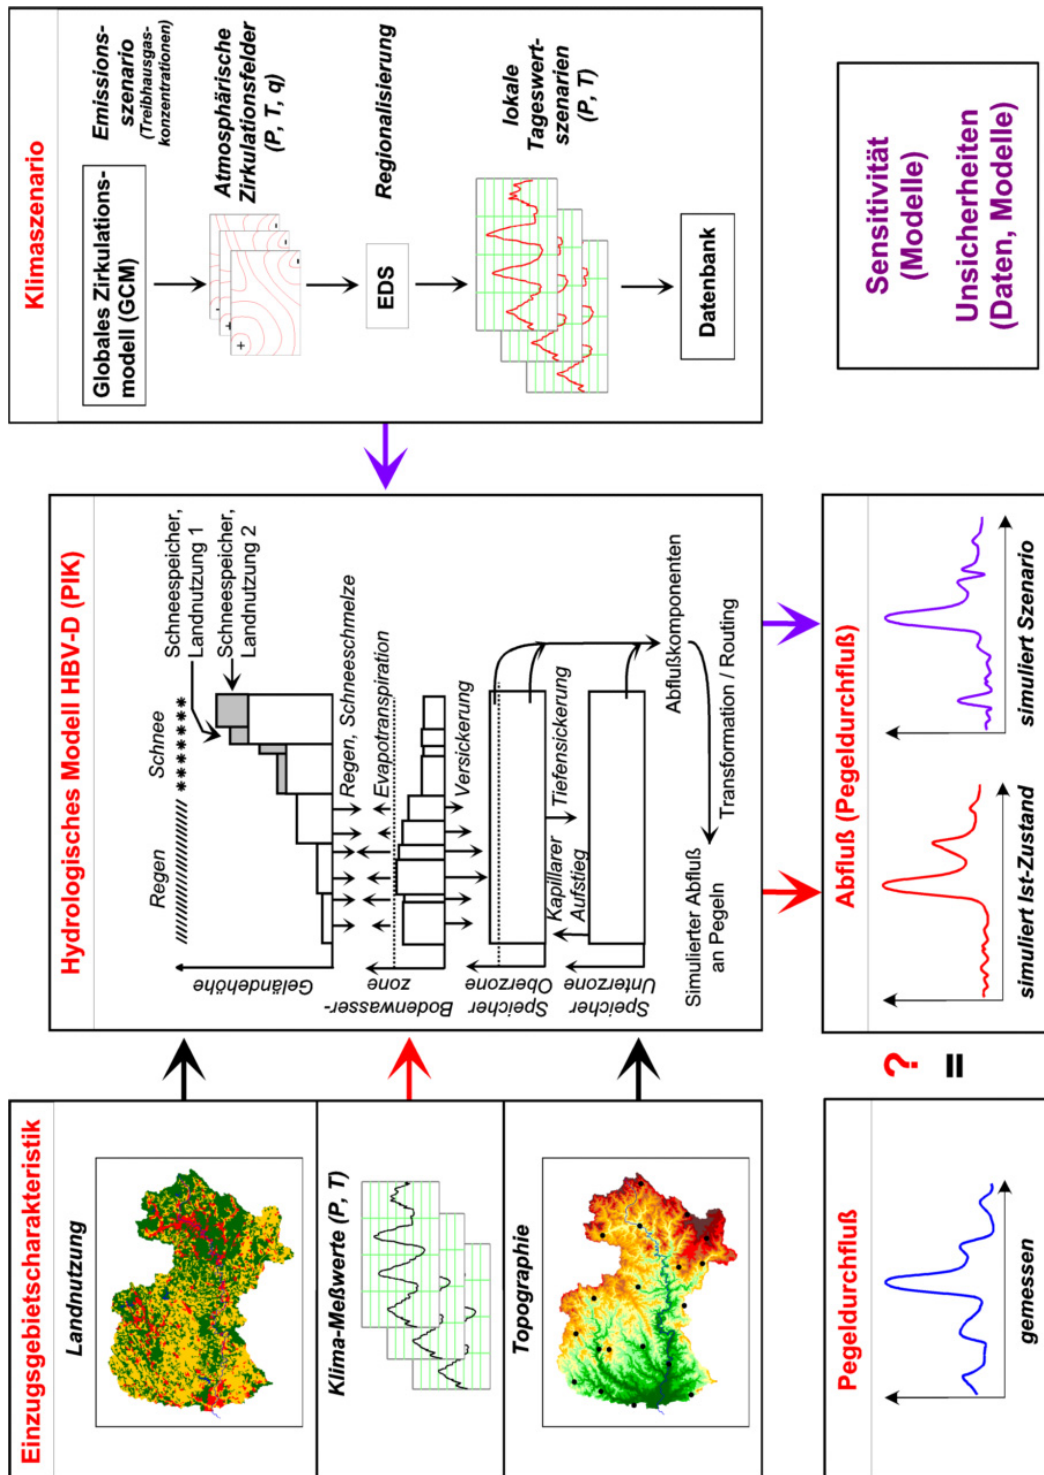 Einzugsgebietscharakteristik
Landnutzung
Klima-Meßwerte (P, T)
Topographie
Hydrologisches Modell HBV-D (PIK)
Regen
Schnee
Schneespeicher,
Landnutzung 1
Schneespeicher,
Landnutzung 2
Geländehöhe
Regen, Schneeschmelze
Evapotranspiration
Bodenwasser-
zone
Versickerung
Speicher
Oberzone
Kapillarer
Aufstieg
Tiefensickerung
Speicher
Unterzone
Abflußkomponenten
Simulierter Abfluß
an Pegeln
Transformation / Routing
Klimaszenario
Globales Zirkulations-
modell (GCM)
Emissions-
szenario
(Treibhausgas-
konzentrationen)
+
+
-
-
-
Atmosphärische
Zirkulationsfelder
(P, T, q)
EDS
Regionalisierung
lokale
Tageswert-
szenarien
(P, T)
Datenbank
Pegeldurchfluß
gemessen
?
=
Abfluß (Pegeldurchfluß)
simuliert Ist-Zustand
simuliert Szenario
Sensitivität
(Modelle)
Unsicherheiten
(Daten, Modelle)